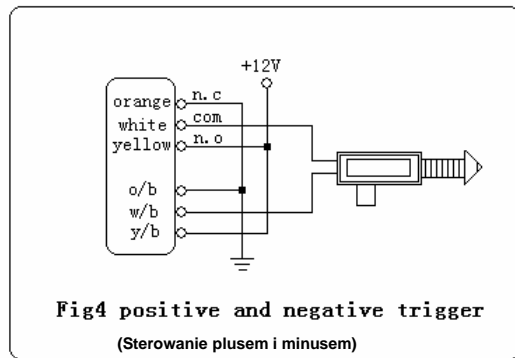 +12V
orange n.c
white com
yellow n.o
o/b
w/b
y/b
Fig4 positive and negative trigger
(Sterowanie plusem i minusem)